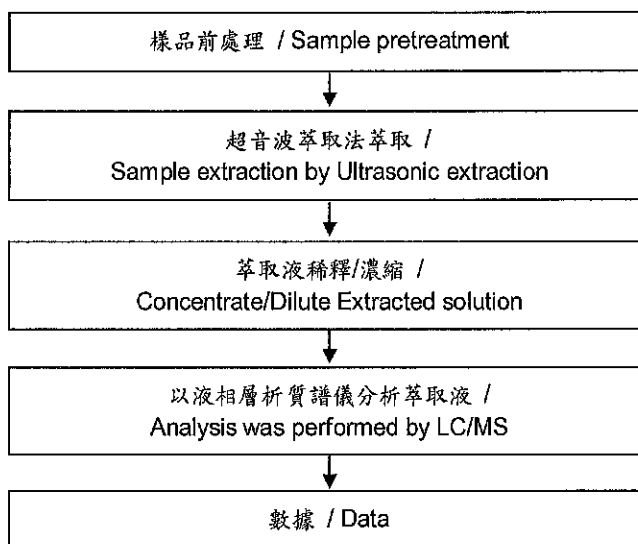 樣品前處理 / Sample pretreatment
超音波萃取法萃取 /
Sample extraction by Ultrasonic extraction
萃取液稀釋/濃縮 /
Concentrate/Dilute Extracted solution
以液相層析質譜儀分析萃取液 /
Analysis was performed by LC/MS
數據 / Data